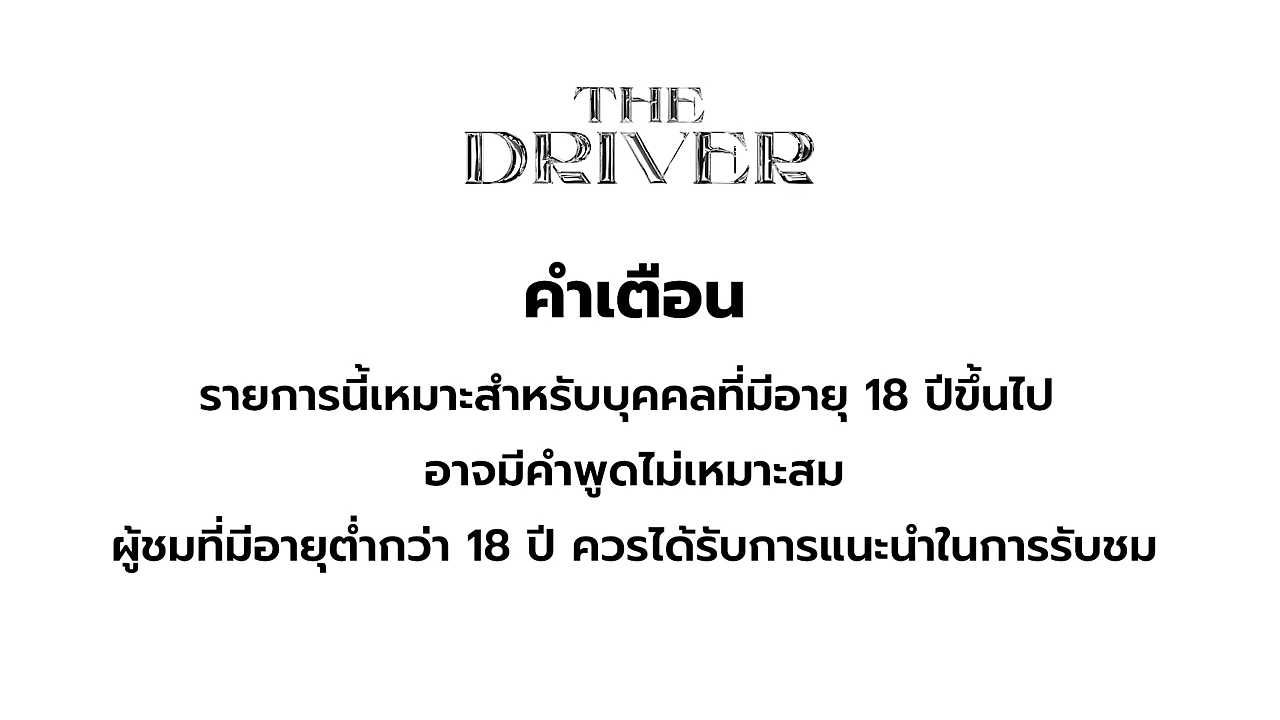 THE
DRIVER
คำเตือน
รายการนี้เหมาะสำหรับบุคคลที่มีอายุ 18 ปีขึ้นไป
อาจมีคำพูดไม่เหมาะสม
ผู้ชมที่มีอายุต่ำกว่า 18 ปี ควรได้รับการแนะนำในการรับชม